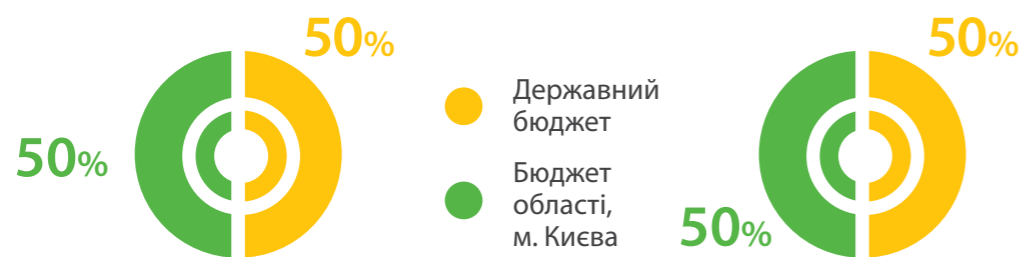 50%
50%
Державний
бюджет
Бюджет
області,
м. Києва
50%
50%